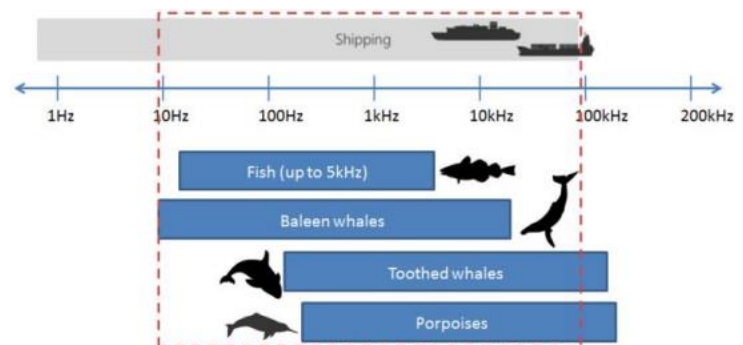 Shipping
1Hz 10Hz 100Hz 1kHz 10kHz 100kHz 200kHz
Fish (up to 5kHz)
Baleen whales
Toothed whales
Porpoises